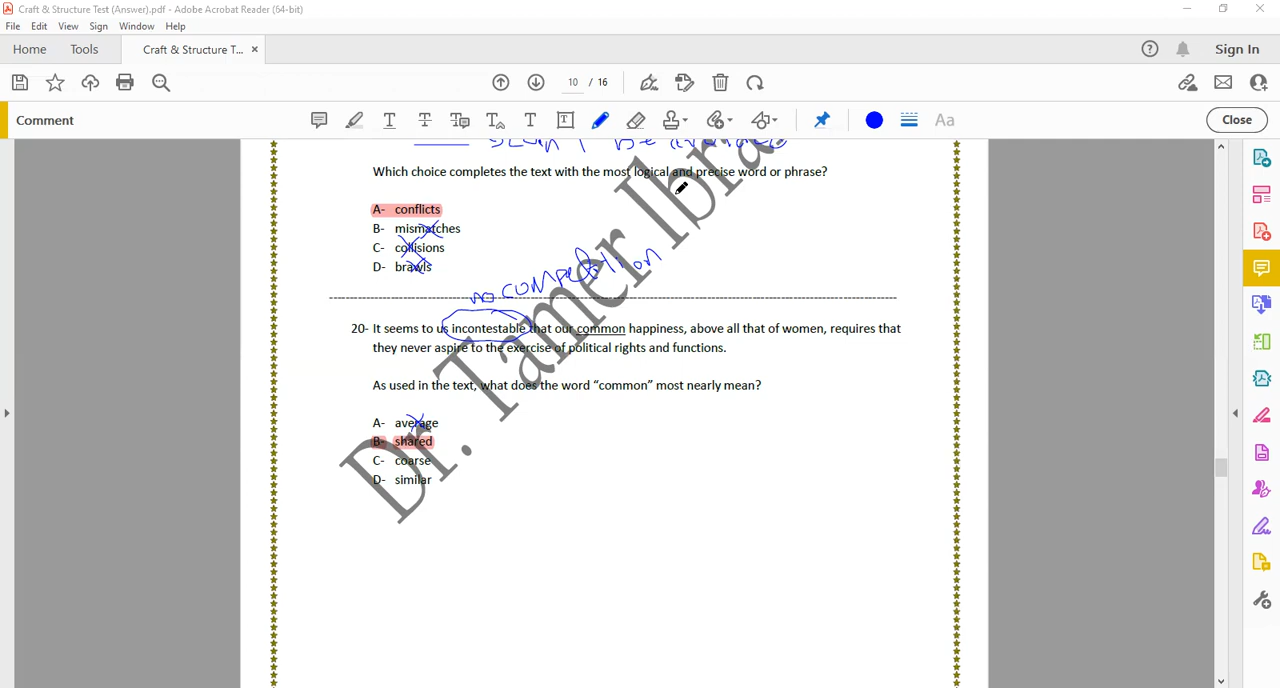 Craft & Structure Test (Answer).pdf - Adobe Acrobat Reader (64-bit)
File Edit View Sign Window Help
Home Tools Craft & Structure T... × Sign In
10 / 16
Comment Aa Close
be avoided
Which choice completes the text with the most logical and precise word or phrase?
A- conflicts
B- mismatches
C- collisions
D- brawls
no competition
20- It seems to us incontestable that our common happiness, above all that of women, requires that
they never aspire to the exercise of political rights and functions.
As used in the text, what does the word “common” most nearly mean?
A- average
B- shared
C- coarse
D- similar
Dr. Tamer Ibra